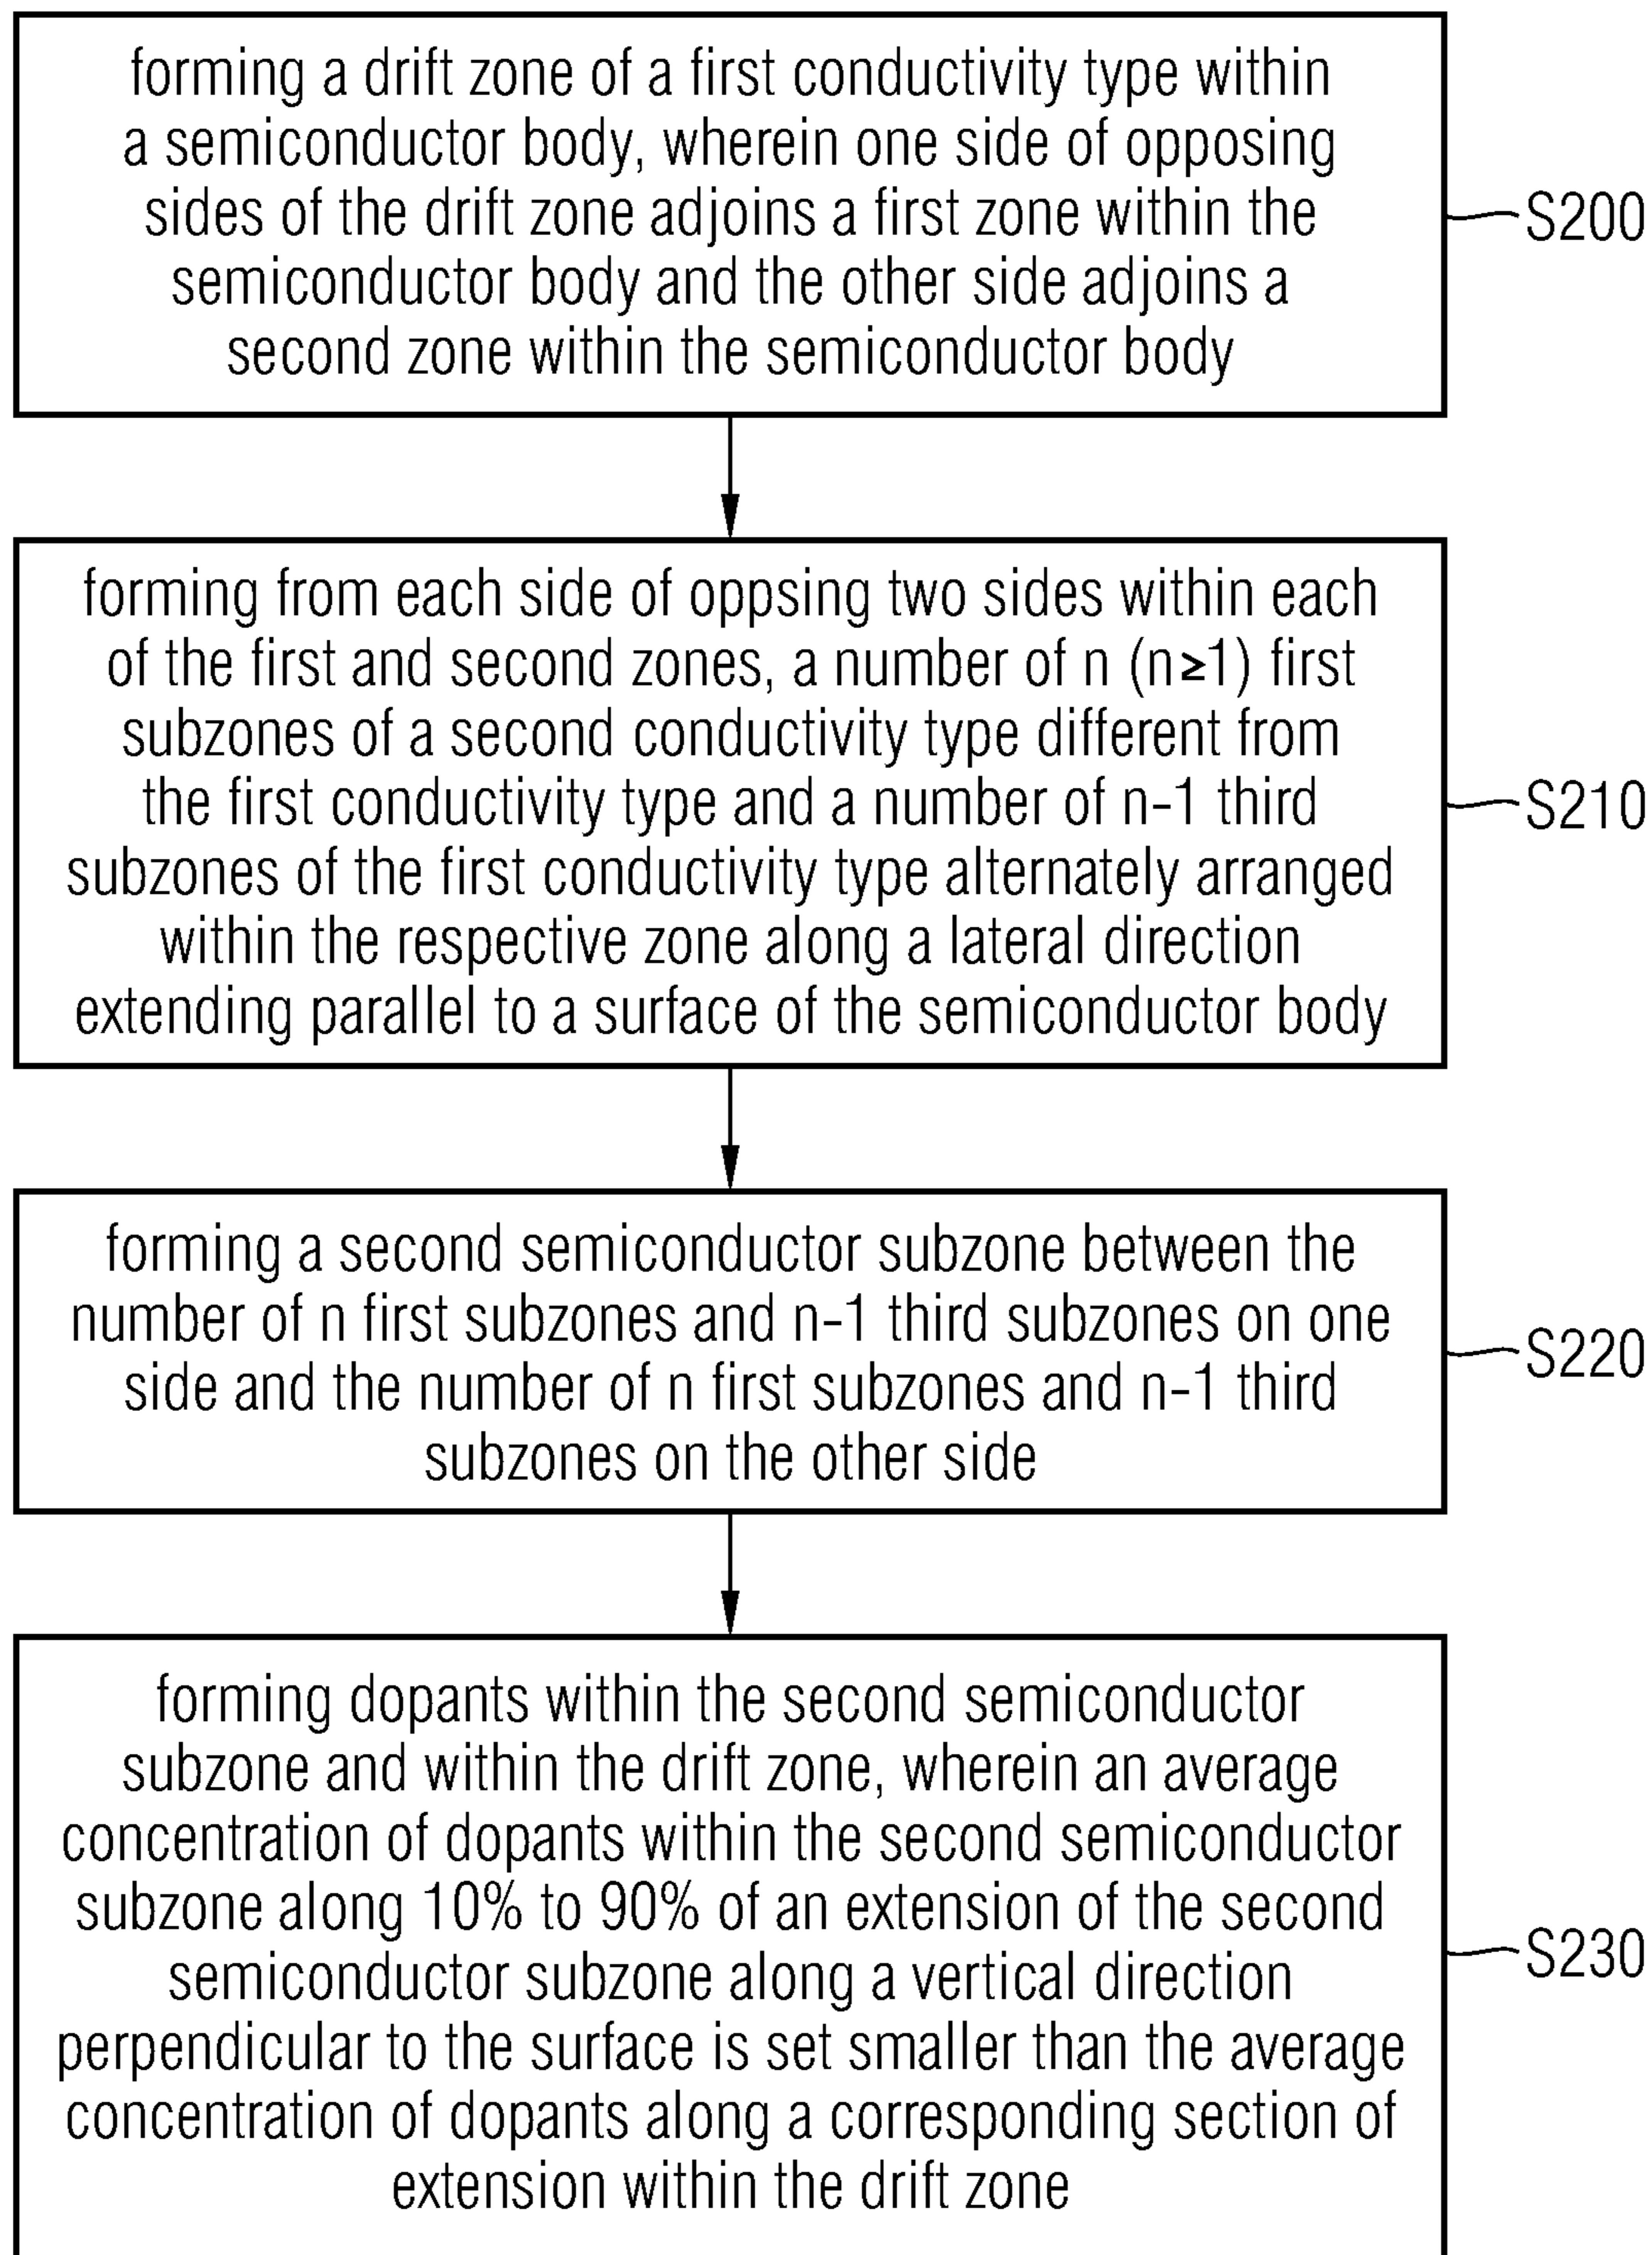 forming a drift zone of a first conductivity type within
a semiconductor body, wherein one side of opposing
sides of the drift zone adjoins a first zone within the
semiconductor body and the other side adjoins a
second zone within the semiconductor body
S200
forming from each side of oppsing two sides within each
of the first and second zones, a number of n (n≥1) first
subzones of a second conductivity type different from
the first conductivity type and a number of n-1 third
subzones of the first conductivity type alternately arranged
within the respective zone along a lateral direction
extending parallel to a surface of the semiconductor body
S210
forming a second semiconductor subzone between the
number of n first subzones and n-1 third subzones on one
side and the number of n first subzones and n-1 third
subzones on the other side
S220
forming dopants within the second semiconductor
subzone and within the drift zone, wherein an average
concentration of dopants within the second semiconductor
subzone along 10% to 90% of an extension of the second
semiconductor subzone along a vertical direction
perpendicular to the surface is set smaller than the average
concentration of dopants along a corresponding section of
extension within the drift zone
S230